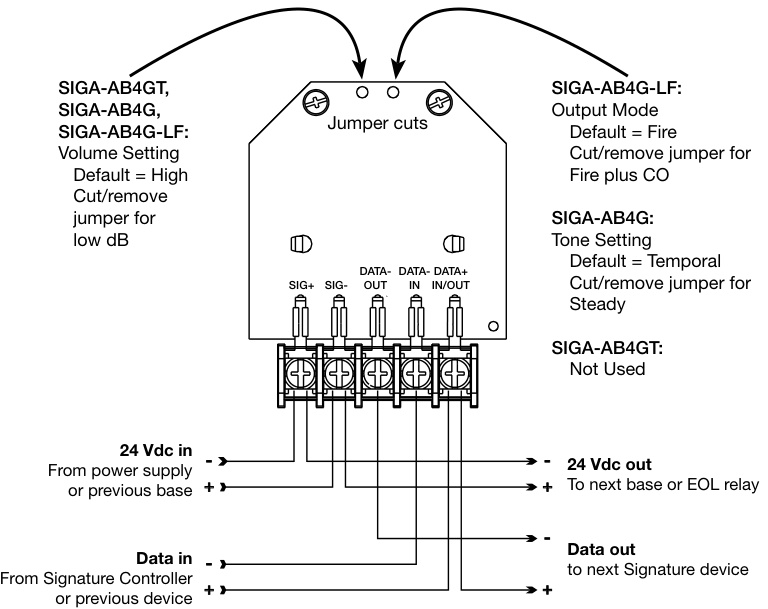 SIGA-AB4GT,
SIGA-AB4G,
SIGA-AB4G-LF:
Volume Setting
Default = High
Cut/remove
jumper for
low dB
Jumper cuts
SIGA-AB4G-LF:
Output Mode
Default = Fire
Cut/remove jumper for
Fire plus CO
SIGA-AB4G:
Tone Setting
Default = Temporal
Cut/remove jumper for
Steady
SIGA-AB4GT:
Not Used
SIG+
SIG-
DATA-
OUT
DATA-
IN
DATA+
IN/OUT
24 Vdc in
From power supply
or previous base
-
+
-
+
24 Vdc out
To next base or EOL relay
Data in
From Signature Controller
or previous device
-
+
-
+
Data out
to next Signature device